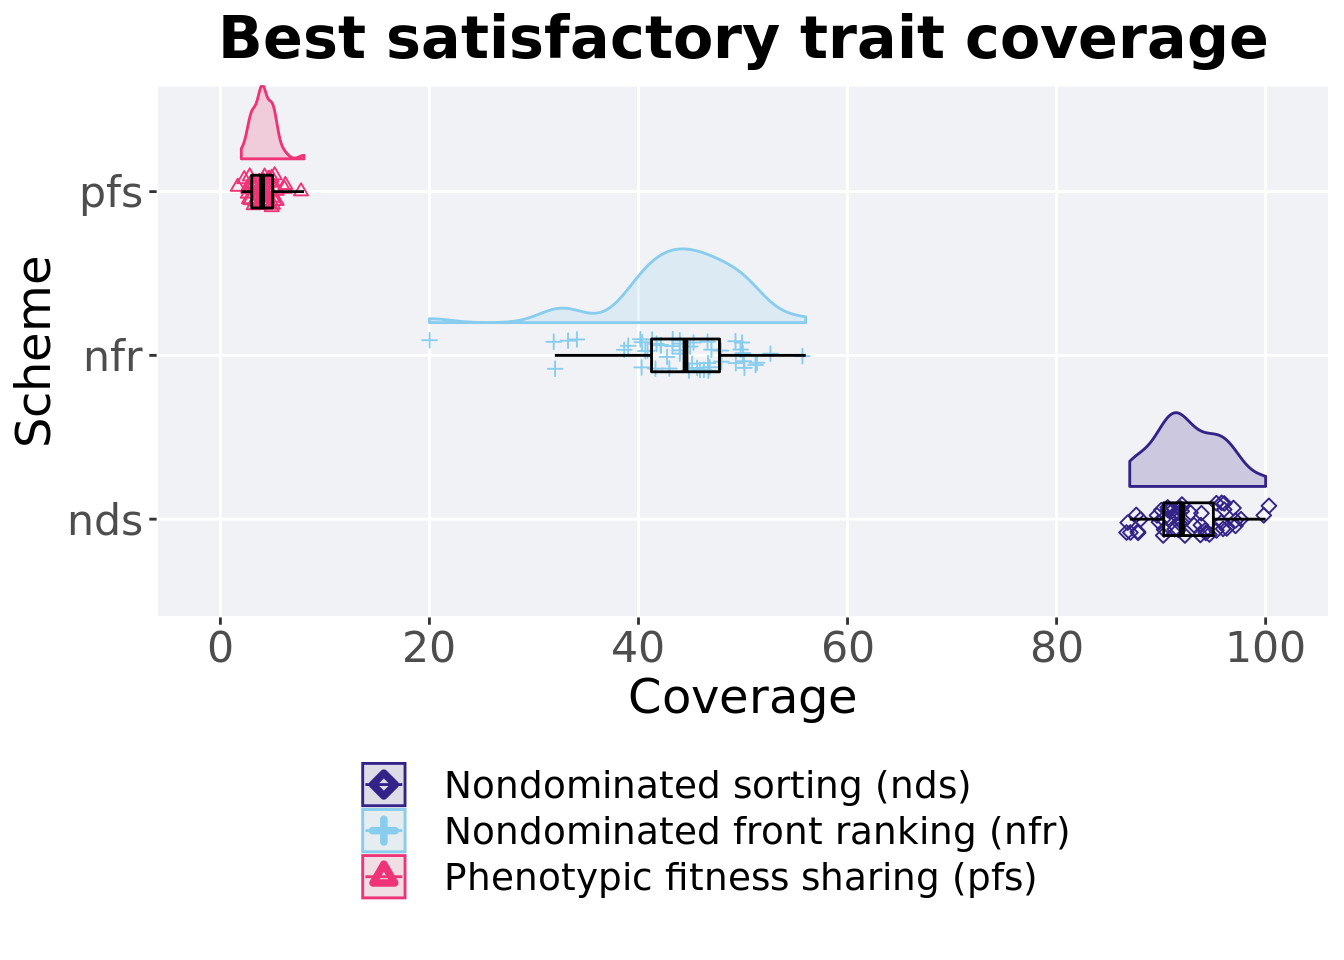 Best satisfactory trait coverage
pfs
nfr
nds
Scheme
0 20 40 60 80 100
Coverage
Nondominated sorting (nds)
Nondominated front ranking (nfr)
Phenotypic fitness sharing (pfs)